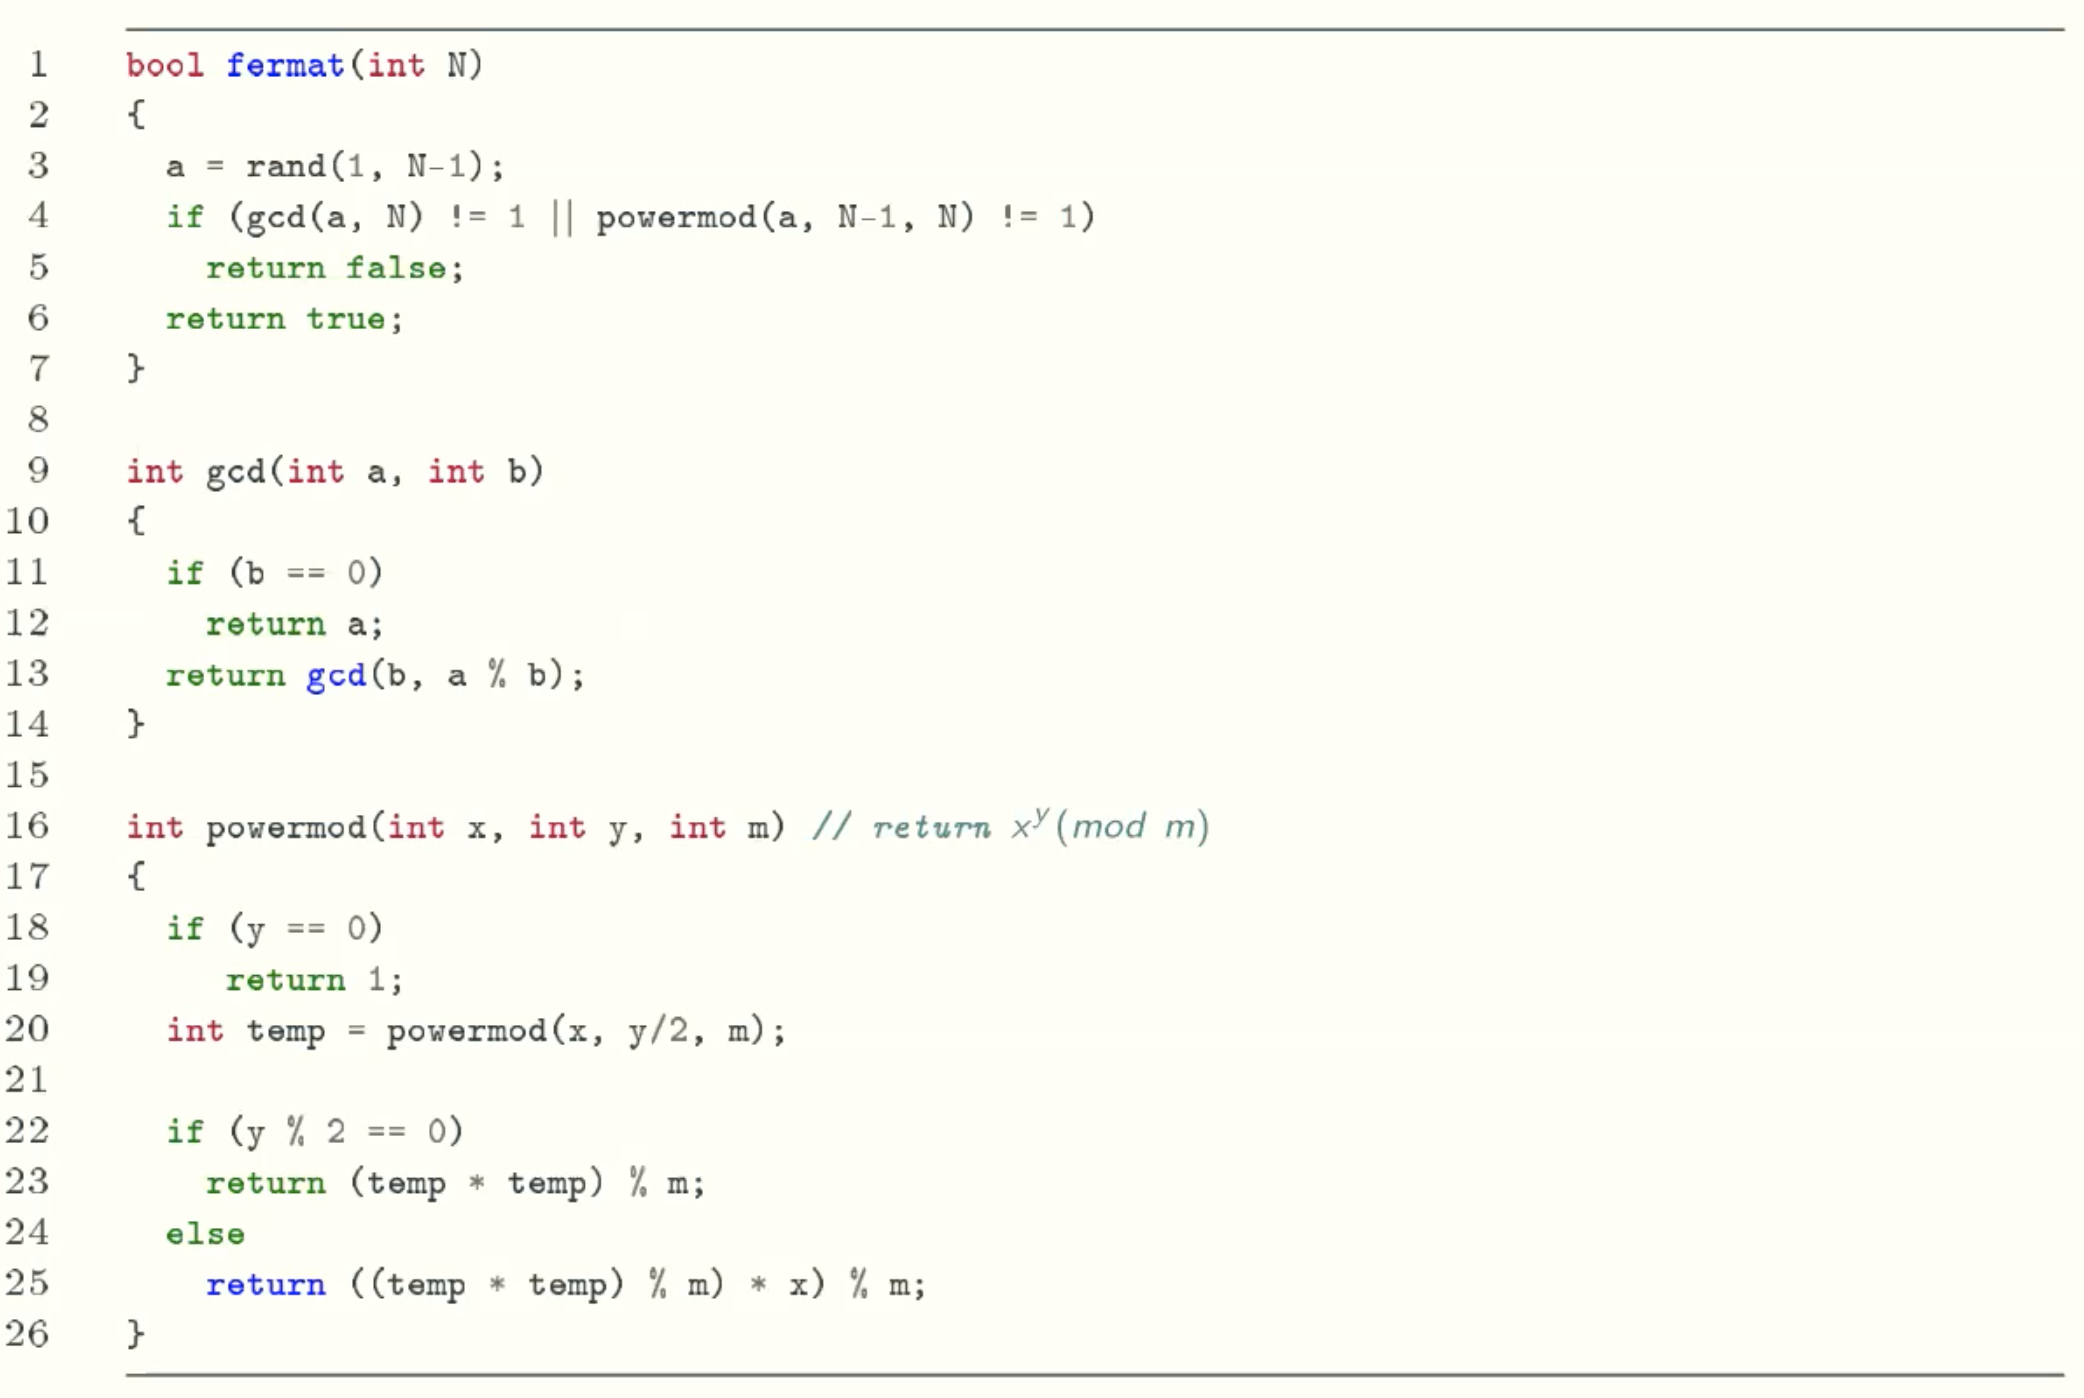 1 bool fermat(int N)
2 {
3   a = rand(1, N-1);
4   if (gcd(a, N) != 1 || powermod(a, N-1, N) != 1)
5     return false;
6   return true;
7 }
8
9 int gcd(int a, int b)
10 {
11   if (b == 0)
12     return a;
13   return gcd(b, a % b);
14 }
15
16 int powermod(int x, int y, int m) // return xʸ(mod m)
17 {
18   if (y == 0)
19      return 1;
20   int temp = powermod(x, y/2, m);
21
22   if (y % 2 == 0)
23     return (temp * temp) % m;
24   else
25     return ((temp * temp) % m) * x) % m;
26 }